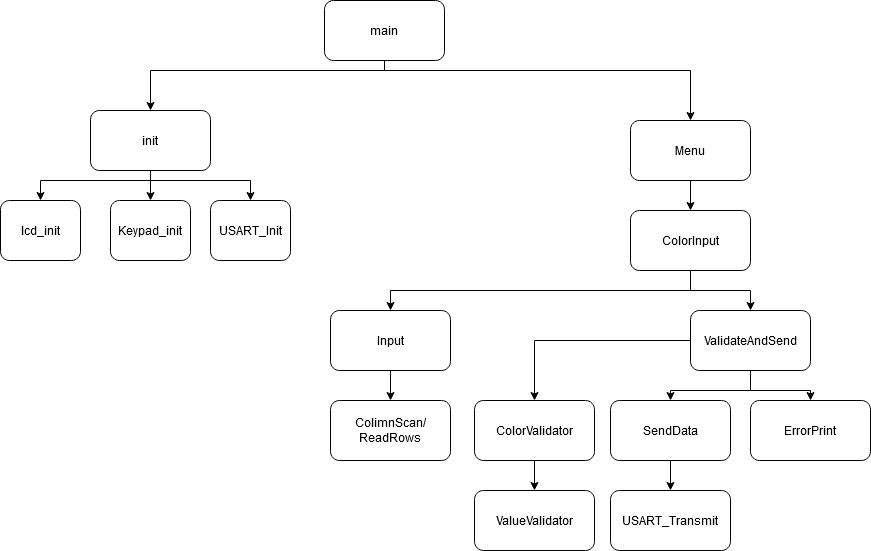 main
init
Menu
lcd_init
Keypad_init
USART_Init
ColorInput
Input
ValidateAndSend
ColimnScan/
ReadRows
ColorValidator
SendData
ErrorPrint
ValueValidator
USART_Transmit